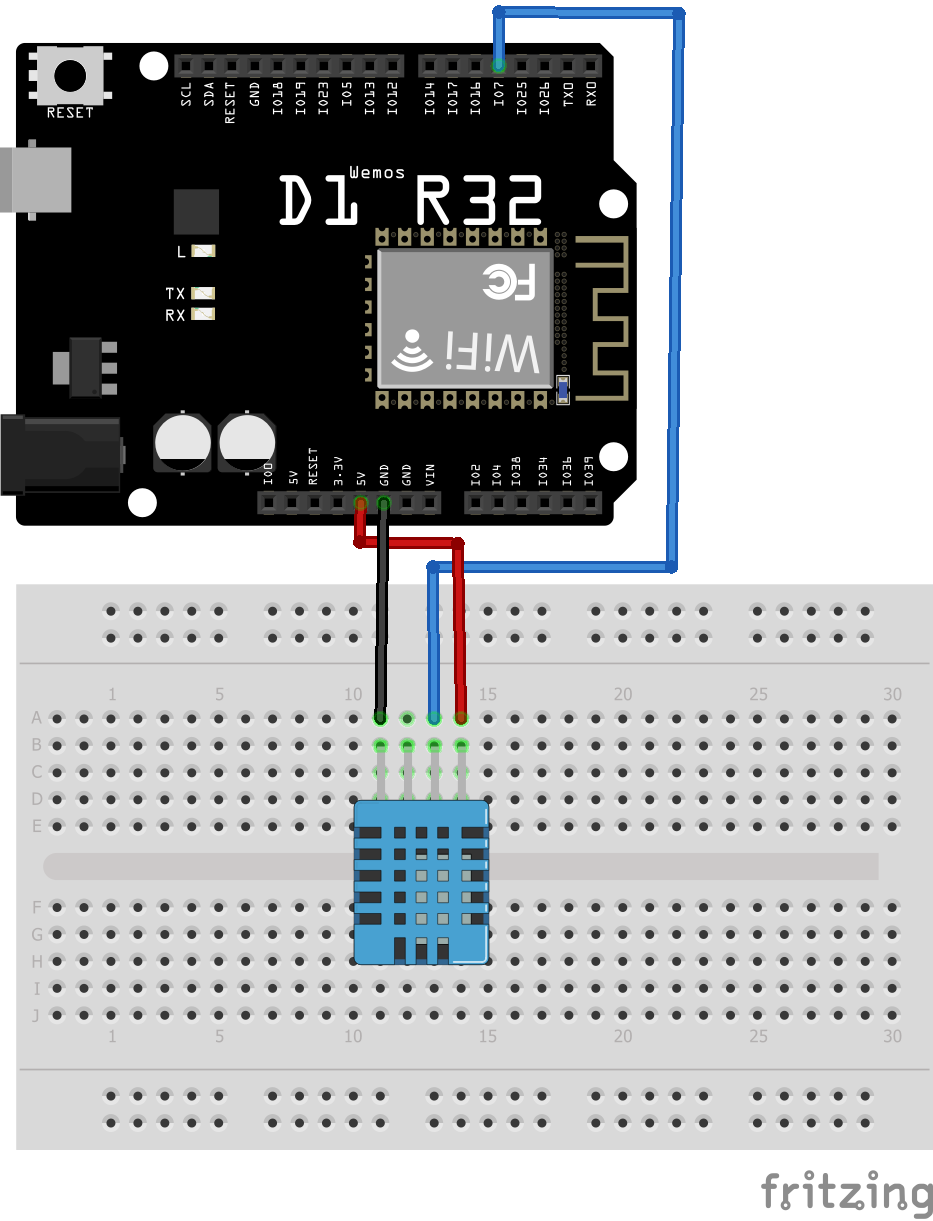 SCL SDA RESET GND IO18 IO19 IO23 IO5 IO13 IO12 IO14 IO17 IO16 IO7 IO25 IO26 TX0 RX0
RESET
Wemos
D1 R32
L
FC
TX
RX
WiFi
IO0 5V RESET 3.3V 5V GND GND VIN IO2 IO4 IO38 IO34 IO36 IO39
1 5 10 15 20 25 30
A
B
C
D
E
F
G
H
I
J
1 5 10 15 20 25 30
fritzing